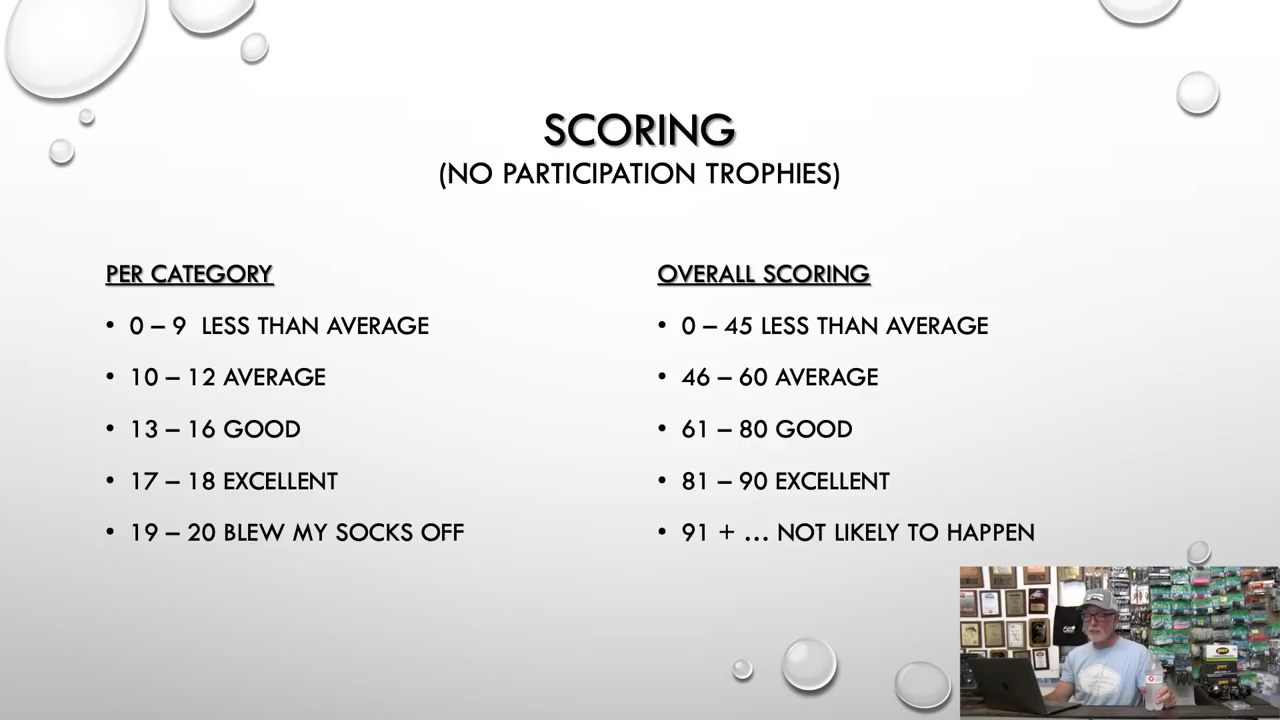 SCORING
(NO PARTICIPATION TROPHIES)
PER CATEGORY
• 0 – 9 LESS THAN AVERAGE
• 10 – 12 AVERAGE
• 13 – 16 GOOD
• 17 – 18 EXCELLENT
• 19 – 20 BLEW MY SOCKS OFF
OVERALL SCORING
• 0 – 45 LESS THAN AVERAGE
• 46 – 60 AVERAGE
• 61 – 80 GOOD
• 81 – 90 EXCELLENT
• 91 + ... NOT LIKELY TO HAPPEN